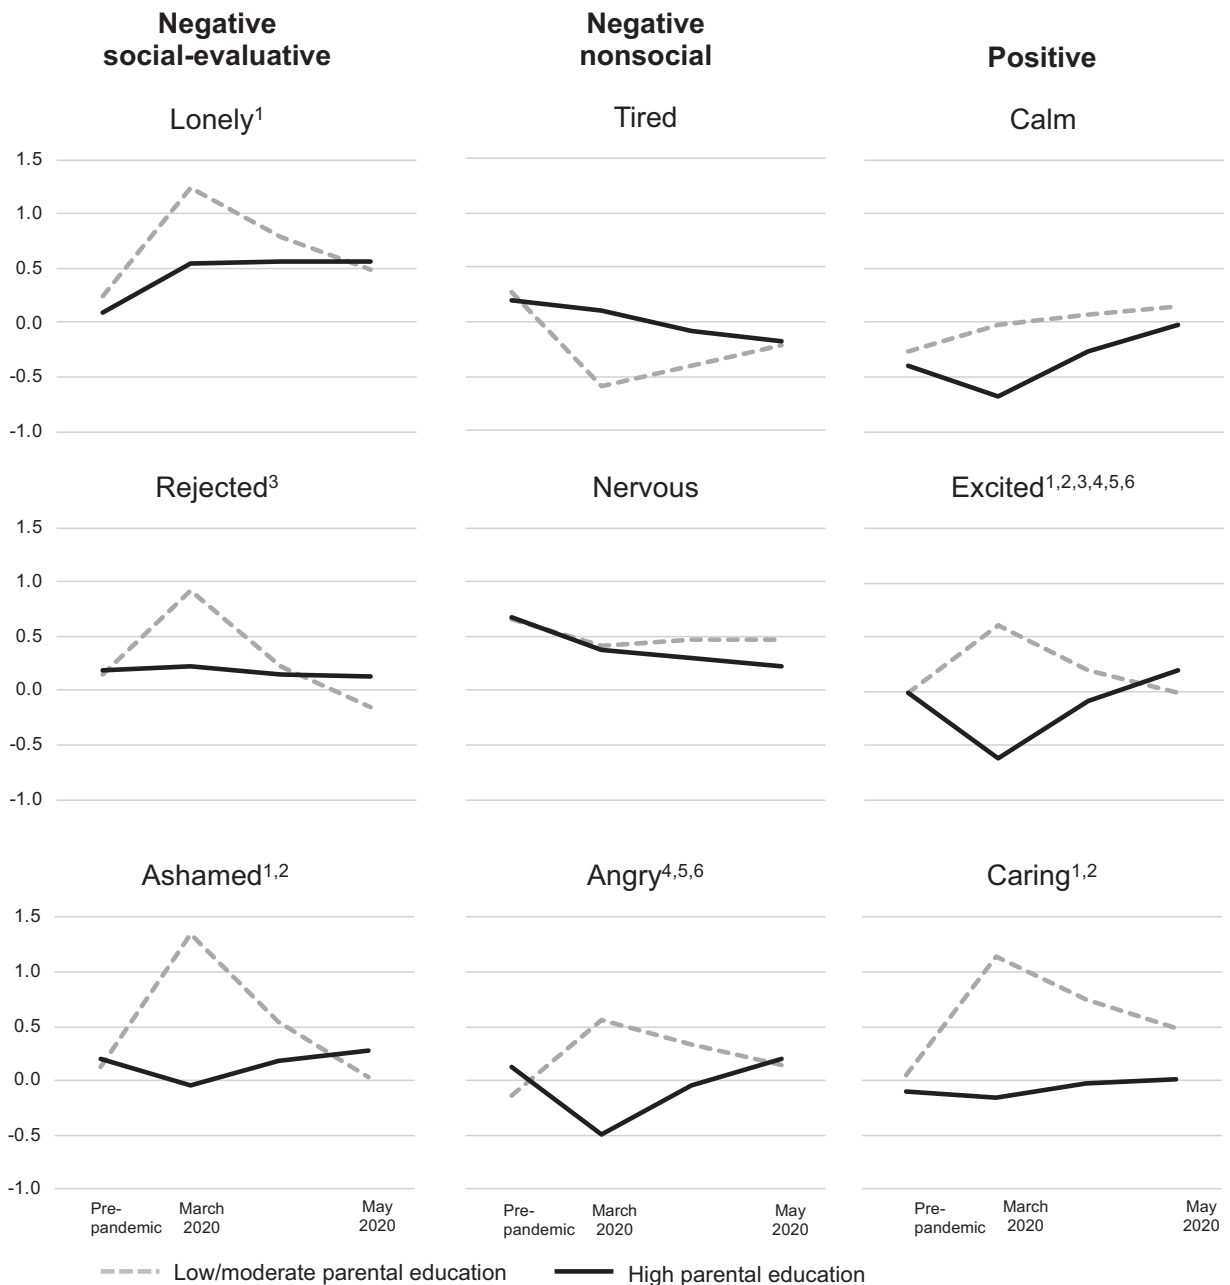 Negative
social-evaluative
Negative
nonsocial
Positive
Lonely1
Tired
Calm
1.5
1.0
0.5
0.0
-0.5
-1.0
Rejected3
Nervous
Excited1,2,3,4,5,6
1.5
1.0
0.5
0.0
-0.5
-1.0
Ashamed1,2
Angry4,5,6
Caring1,2
1.5
1.0
0.5
0.0
-0.5
-1.0
Pre-
pandemic
March
2020
May
2020
Pre-
pandemic
March
2020
May
2020
Pre-
pandemic
March
2020
May
2020
Low/moderate parental education
High parental education